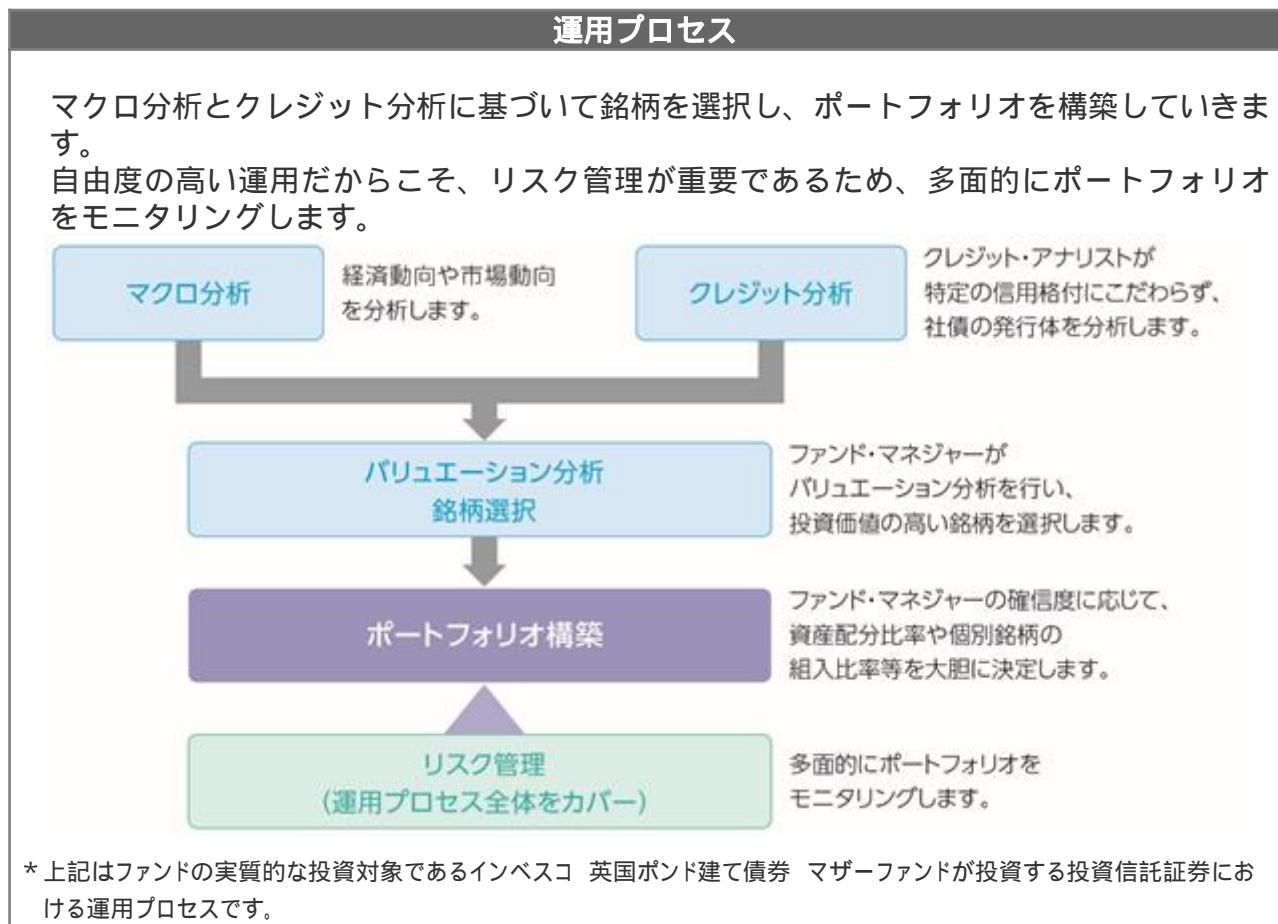 運用プロセス
マクロ分析とクレジット分析に基づいて銘柄を選択し、ポートフォリオを構築していきま
す。
自由度の高い運用だからこそ、リスク管理が重要であるため、多面的にポートフォリオ
をモニタリングします。
マクロ分析
経済動向や市場動向
を分析します。
クレジット分析
クレジット・アナリストが
特定の信用格付にこだわらず、
社債の発行体を分析します。
バリュエーション分析
銘柄選択
ファンド・マネジャーが
バリュエーション分析を行い、
投資価値の高い銘柄を選択します。
ポートフォリオ構築
ファンド・マネジャーの確信度に応じて、
資産配分比率や個別銘柄の
組入比率等を大胆に決定します。
リスク管理
(運用プロセス全体をカバー)
多面的にポートフォリオを
モニタリングします。
*上記はファンドの実質的な投資対象であるインベスコ 英国ポンド建て債券 マザーファンドが投資する投資信託証券にお
ける運用プロセスです。